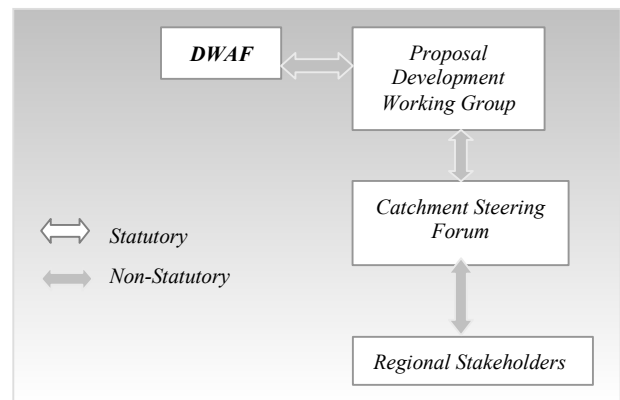 DWAF
Proposal
Development
Working Group
Catchment Steering
Forum
Statutory
Non-Statutory
Regional Stakeholders